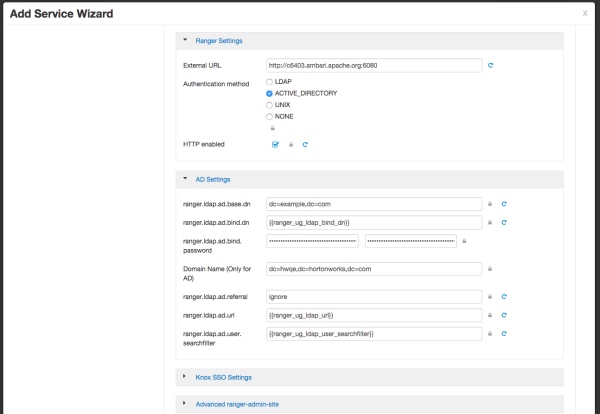 Add Service Wizard
X
Ranger Settings
External URL
http://c6403.ambari.apache.org:6080
Authentication method
LDAP
ACTIVE_DIRECTORY
UNIX
NONE
HTTP enabled
AD Settings
ranger.ldap.ad.base.dn
dc=example,dc=com
ranger.ldap.ad.bind.dn
{{ranger_ug_ldap_bind_dn}}
ranger.ldap.ad.bind.
password
Domain Name (Only for
AD)
dc=hwqe,dc=hortonworks,dc=com
ranger.ldap.ad.referral
ignore
ranger.ldap.ad.url
{{ranger_ug_ldap_url}}
ranger.ldap.ad.user.
searchfilter
{{ranger_ug_ldap_user_searchfilter}}
Knox SSO Settings
Advanced ranger-admin-site